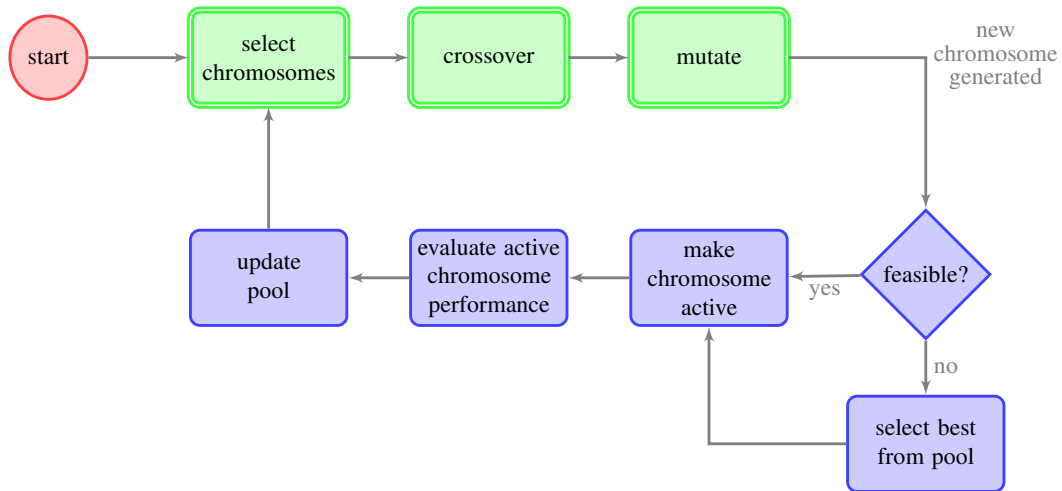 start
select
chromosomes
crossover
mutate
new
chromosome
generated
update
pool
evaluate active
chromosome
performance
make
chromosome
active
yes
feasible?
no
select best
from pool